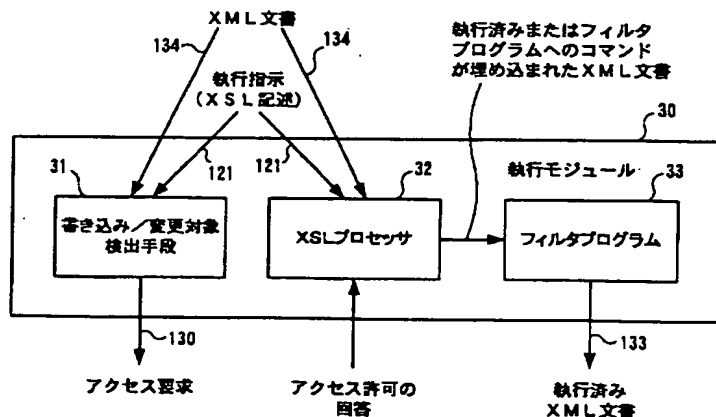 XML文書
134
134
執行指示
(XSL記述)
執行済みまたはフィルタ
プログラムへのコマンド
が埋め込まれたXML文書
30
121
121
執行モジュール
31
書き込み/変更対象
検出手段
32
XSLプロセッサ
33
フィルタプログラム
130
133
アクセス要求
アクセス許可の
回答
執行済み
XML文書